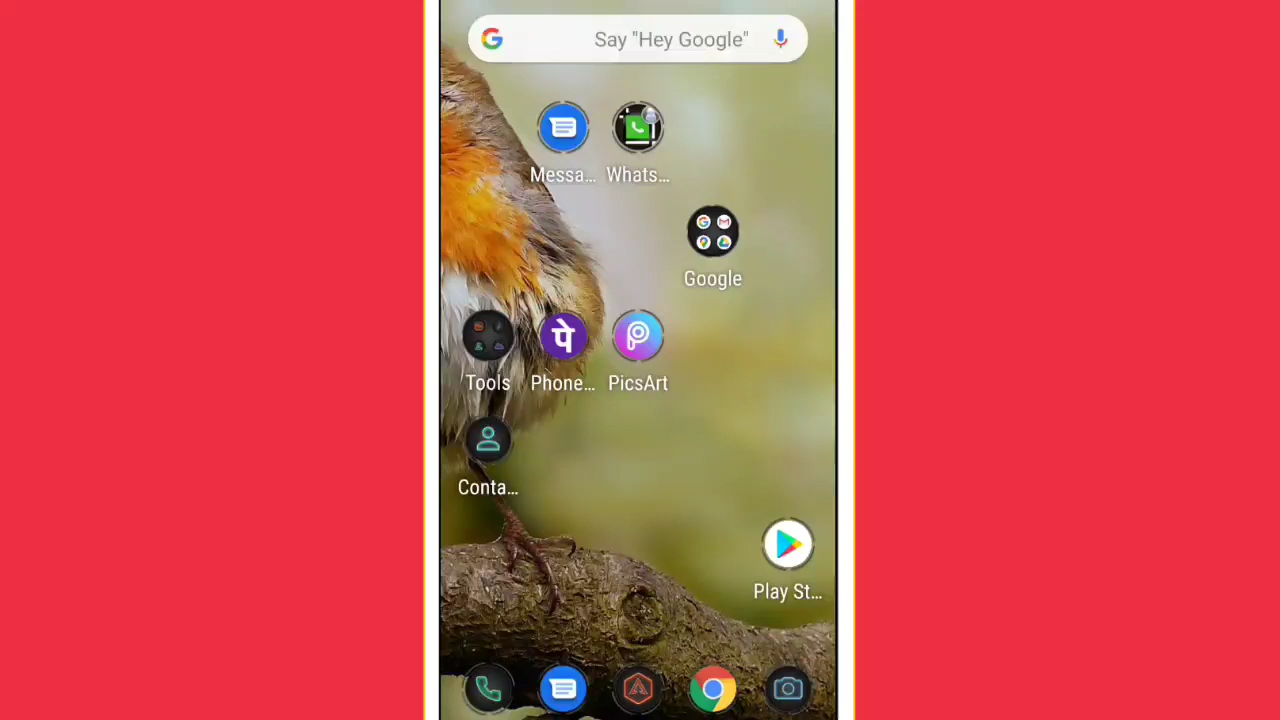 Say "Hey Google"
Messa... Whats...
Google
पे
Tools Phone... PicsArt
Conta...
Play St...